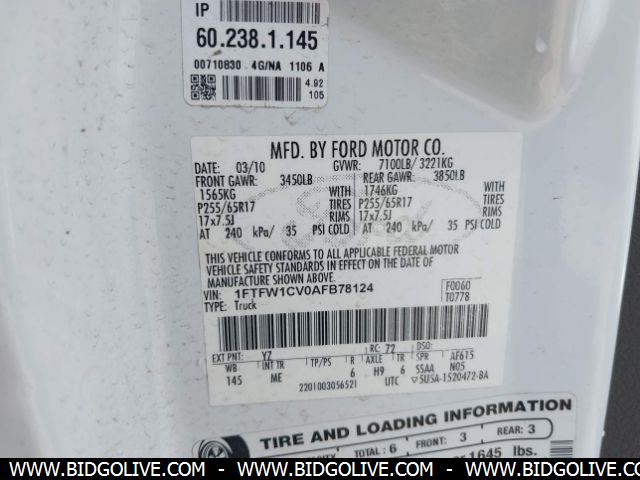 IP
60.238.1.145
00710830 . 4G/NA 1106 A
4.92
105
MFD. BY FORD MOTOR CO.
DATE: 03/10 GVWR: 7100LB/ 3221KG
FRONT GAWR: 3450LB REAR GAWR: 3850LB
1565KG WITH 1746KG WITH
P255/65R17 TIRES P255/65R17 TIRES
17x7.5J RIMS 17x7.5J RIMS
AT 240 kPa/ 35 PSI COLD AT 240 kPa/ 35 PSI COLD
THIS VEHICLE CONFORMS TO ALL APPLICABLE FEDERAL MOTOR
VEHICLE SAFETY STANDARDS IN EFFECT ON THE DATE OF
MANUFACTURE SHOWN ABOVE.
VIN: 1FTFW1CV0AFB78124 F0060
TYPE: Truck T0778
EXT PNT: YZ RC: 72 DSO:
WB INT TR TP/PS R AXLE TR SPR AF615
145 ME 6 H9 6 SSAA N05
2201003056521 UTC ▽5U5A-1520472-BA
TIRE AND LOADING INFORMATION
TOTAL: 6 FRONT: 3 REAR: 3
1645 lbs.
WWW.BIDGOLIVE.COM - WWW.BIDGOLIVE.COM - WWW.BIDGOLIVE.COM